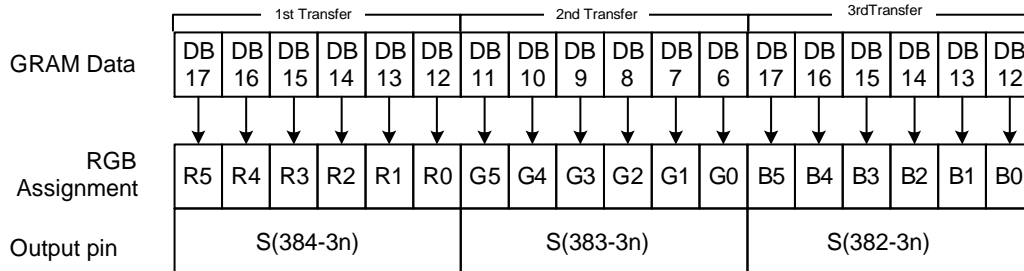 1st Transfer 2nd Transfer 3rdTransfer
GRAM Data DB 17 DB 16 DB 15 DB 14 DB 13 DB 12 DB 11 DB 10 DB 9 DB 8 DB 7 DB 6 DB 17 DB 16 DB 15 DB 14 DB 13 DB 12
RGB Assignment R5 R4 R3 R2 R1 R0 G5 G4 G3 G2 G1 G0 B5 B4 B3 B2 B1 B0
Output pin S(384-3n) S(383-3n) S(382-3n)